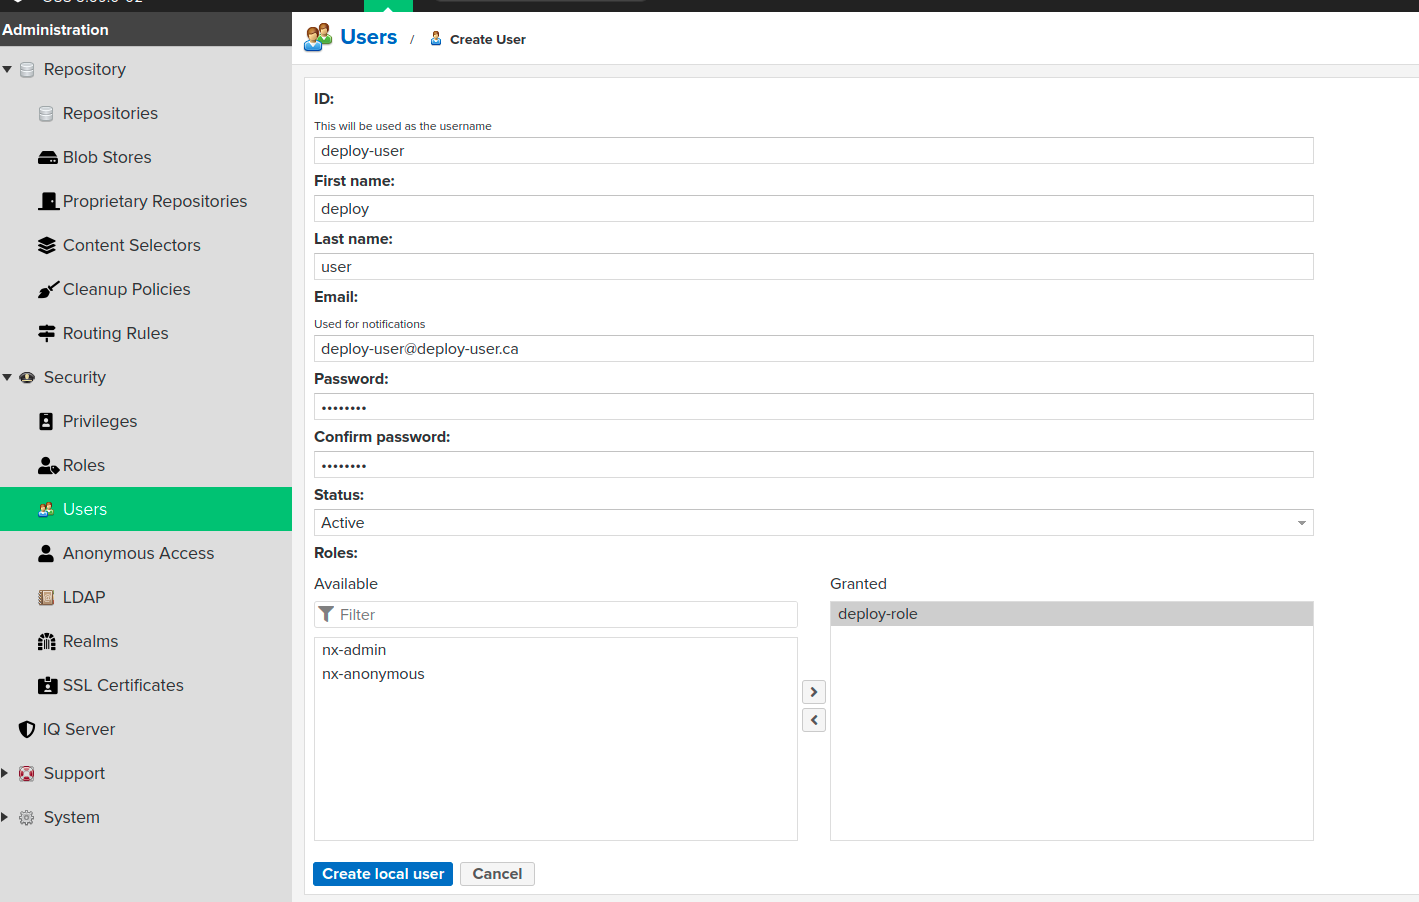 Administration
Repository
Repositories
Blob Stores
Proprietary Repositories
Content Selectors
Cleanup Policies
Routing Rules
Security
Privileges
Roles
Users
Anonymous Access
LDAP
Realms
SSL Certificates
IQ Server
Support
System
Users / Create User
ID:
This will be used as the username
deploy-user
First name:
deploy
Last name:
user
Email:
Used for notifications
deploy-user@deploy-user.ca
Password:
••••••••
Confirm password:
••••••••
Status:
Active
Roles:
Available
Filter
nx-admin
nx-anonymous
Granted
deploy-role
Create local user
Cancel